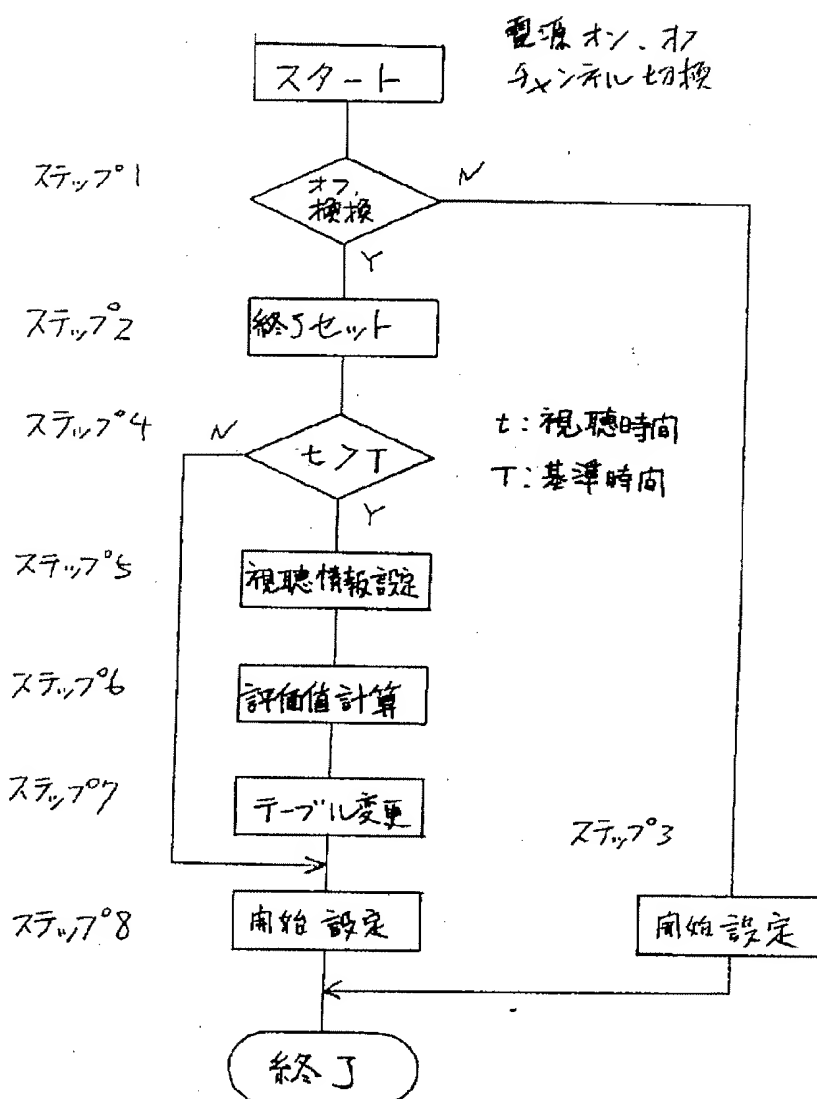 電源オン、オフ
チャンネル切換
スタート
ステップ1
オフ,
換換
N
Y
ステップ2
終了セット
ステップ4
N
t>T
t:視聴時間
T:基準時間
Y
ステップ5
視聴情報設定
ステップ6
評価値計算
ステップ7
テーブル変更
ステップ3
ステップ8
開始設定
開始設定
終了